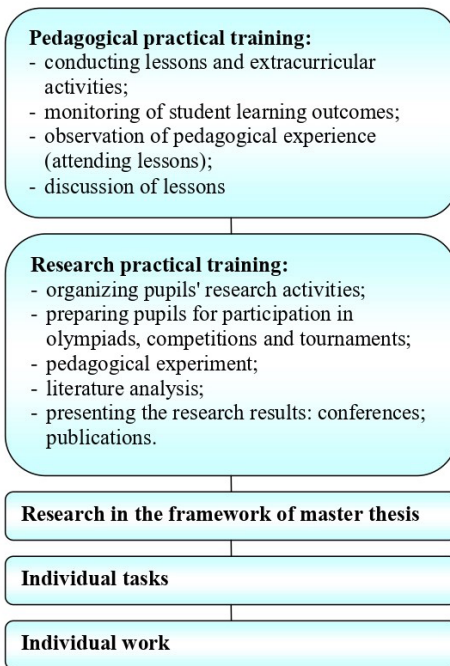 Pedagogical practical training:
- conducting lessons and extracurricular
activities;
- monitoring of student learning outcomes;
- observation of pedagogical experience
(attending lessons);
- discussion of lessons
Research practical training:
- organizing pupils' research activities;
- preparing pupils for participation in
olympiads, competitions and tournaments;
- pedagogical experiment;
- literature analysis;
- presenting the research results: conferences;
publications.
Research in the framework of master thesis
Individual tasks
Individual work